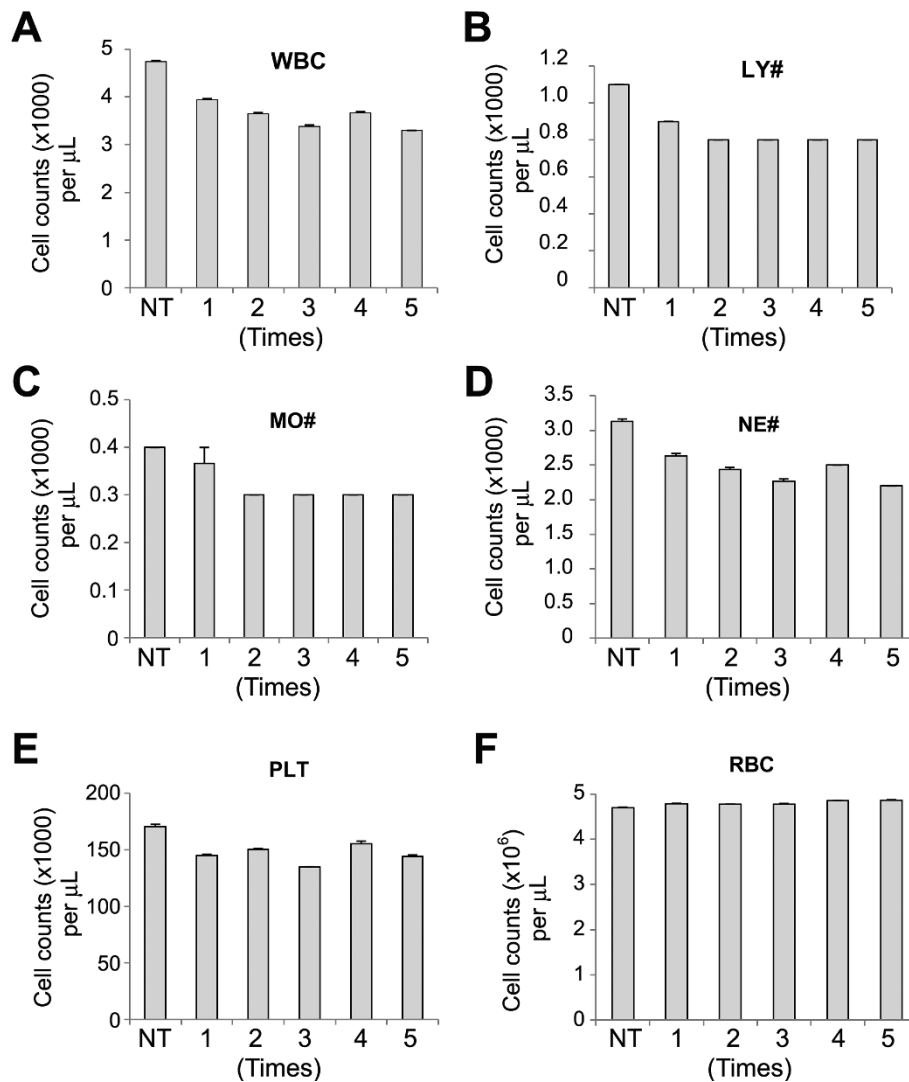 A
WBC
Cell counts (x1000)
per µL
5
4
3
2
1
0
NT 1 2 3 4 5
(Times)
B
LY#
Cell counts (x1000)
per µL
1.2
1.0
0.8
0.6
0.4
0.2
0
NT 1 2 3 4 5
(Times)
C
MO#
Cell counts (x1000)
per µL
0.5
0.4
0.3
0.2
0.1
0
NT 1 2 3 4 5
(Times)
D
NE#
Cell counts (x1000)
per µL
3.5
3.0
2.5
2.0
1.5
1.0
0.5
0
NT 1 2 3 4 5
(Times)
E
PLT
Cell counts (x1000)
per µL
200
150
100
50
0
NT 1 2 3 4 5
(Times)
F
RBC
Cell counts (x10⁶)
per µL
5
4
3
2
1
0
NT 1 2 3 4 5
(Times)